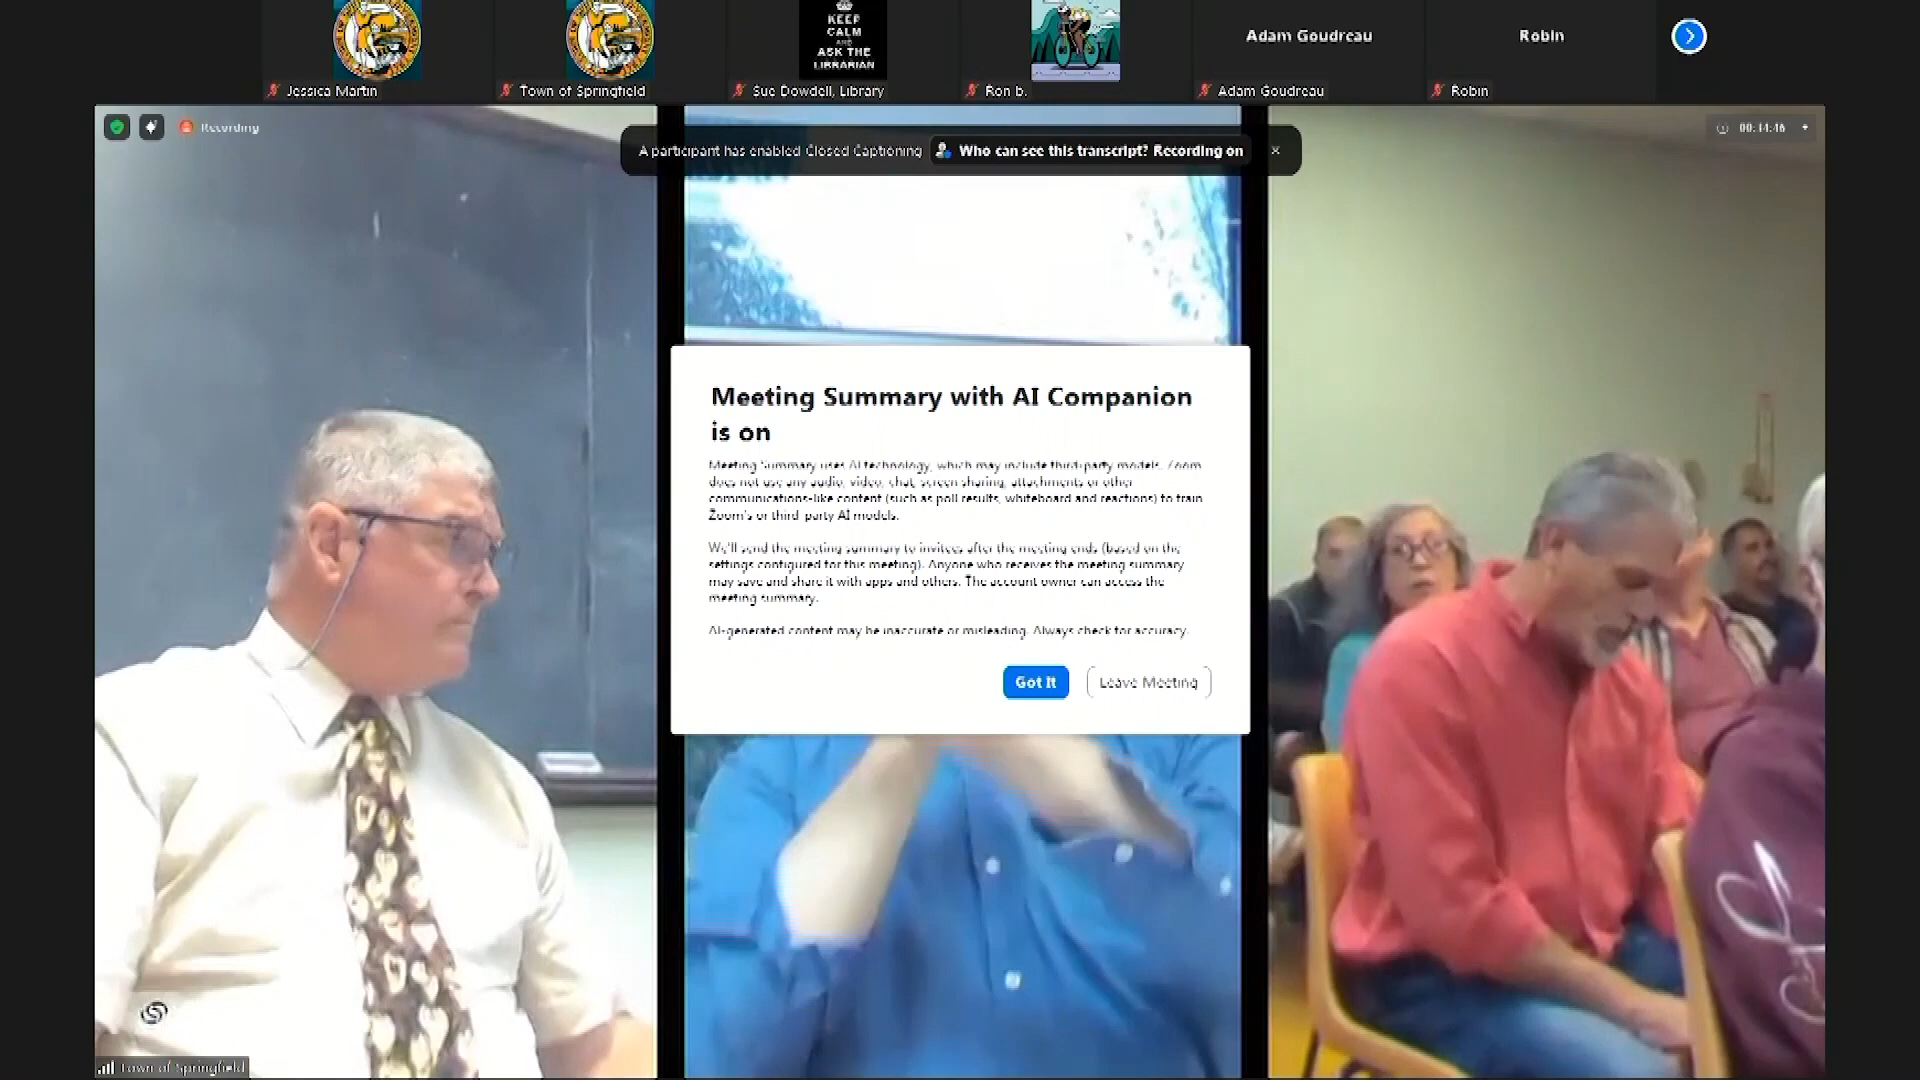 KEEP
CALM
AND
ASK THE
LIBRARIAN
Adam Goudreau
Robin
Jessica Martin
Town of Springfield
Sue Dowdell, Library
Ron b.
Adam Goudreau
Robin
Recording
A participant has enabled Closed Captioning
Who can see this transcript? Recording on
00:14:46
Meeting Summary with AI Companion
is on
Meeting Summary uses AI technology, which may include third-party models. Zoom
does not use any audio, video, chat, screen sharing, attachments or other
communications-like content (such as poll results, whiteboard and reactions) to train
Zoom's or third-party AI models.
We'll send the meeting summary to invitees after the meeting ends (based on the
settings configured for this meeting). Anyone who receives the meeting summary
may save and share it with apps and others. The account owner can access the
meeting summary.
AI-generated content may be inaccurate or misleading. Always check for accuracy.
Got It
Leave Meeting
Town of Springfield